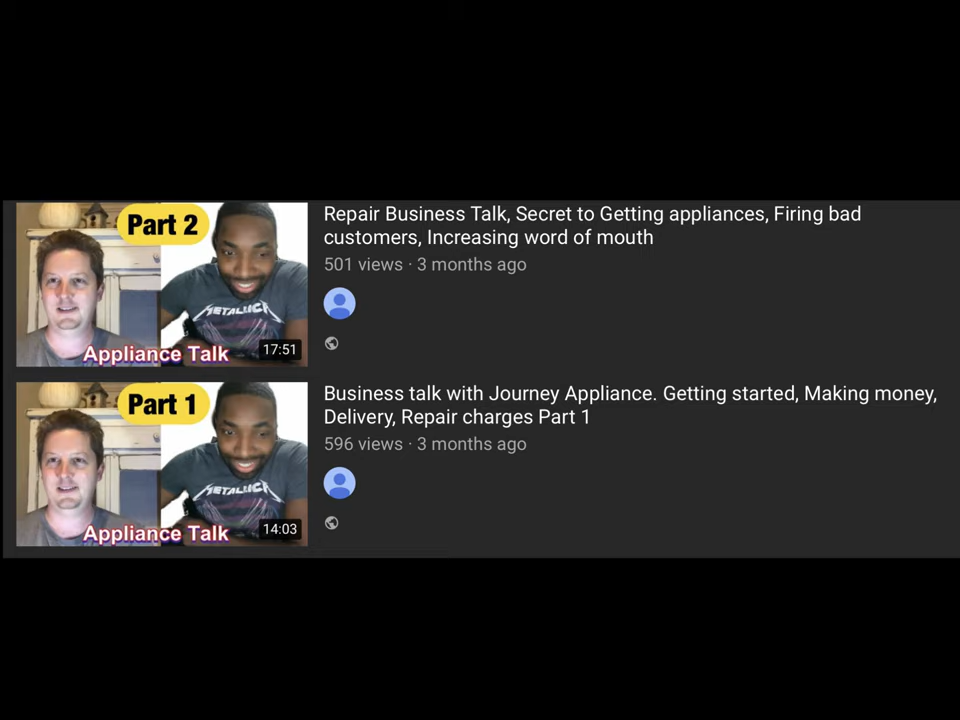 Part 2
METALLICA
Appliance Talk
17:51
Repair Business Talk, Secret to Getting appliances, Firing bad
customers, Increasing word of mouth
501 views · 3 months ago
Part 1
METALLICA
Appliance Talk
14:03
Business talk with Journey Appliance. Getting started, Making money,
Delivery, Repair charges Part 1
596 views · 3 months ago